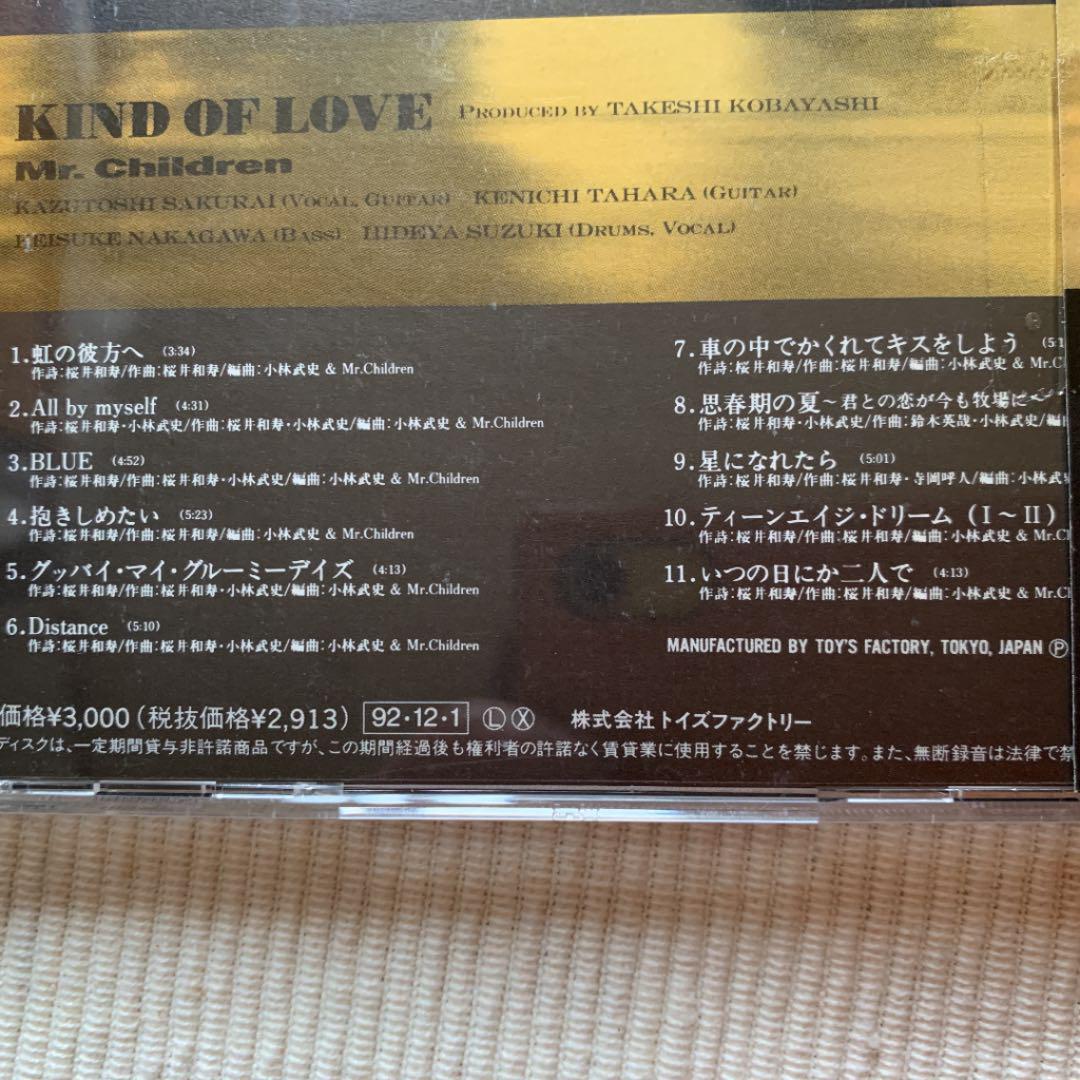 KIND OF LOVE PRODUCED BY TAKESHI KOBAYASHI
Mr. Children
KAZUTOSHI SAKURAI (VOCAL, GUITAR) KENICHI TAHARA (GUITAR)
KEISUKE NAKAGAWA (BASS) HIDEYA SUZUKI (DRUMS, VOCAL)
1.虹の彼方へ (3:34)
作詩:桜井和寿/作曲:桜井和寿/編曲:小林武史 & Mr.Children
2.All by myself (4:31)
作詩:桜井和寿・小林武史/作曲:桜井和寿・小林武史/編曲:小林武史 & Mr.Children
3.BLUE (4:52)
作詩:桜井和寿/作曲:桜井和寿・小林武史/編曲:小林武史 & Mr.Children
4.抱きしめたい (5:23)
作詩:桜井和寿/作曲:桜井和寿/編曲:小林武史 & Mr.Children
5.グッバイ・マイ・グルーミーデイズ (4:13)
作詩:桜井和寿/作曲:桜井和寿・小林武史/編曲:小林武史 & Mr.Children
6.Distance (5:10)
作詩:桜井和寿/作曲:桜井和寿・小林武史/編曲:小林武史 & Mr.Children
7.車の中でかくれてキスをしよう (5:1
作詩:桜井和寿/作曲:桜井和寿/編曲:小林武史 & Mr.C
8.思春期の夏～君との恋が今も牧場に～
作詩:桜井和寿・小林武史/作曲:鈴木英哉・小林武史/編
9.星になれたら (5:01)
作詩:桜井和寿/作曲:桜井和寿・寺岡呼人/編曲:小林武
10.ティーンエイジ・ドリーム (I～II)
作詩:桜井和寿/作曲:桜井和寿/編曲:小林武史 & Mr.C
11.いつの日にか二人で (4:13)
作詩:桜井和寿/作曲:桜井和寿/編曲:小林武史 & Mr.C
MANUFACTURED BY TOY'S FACTORY, TOKYO, JAPAN Ⓟ
価格¥3,000(税抜価格¥2,913) 92・12・1 Ⓛ Ⓧ 株式会社トイズファクトリー
ディスクは、一定期間貸与非許諾商品ですが、この期間経過後も権利者の許諾なく賃貸業に使用することを禁じます。また、無断録音は法律で禁